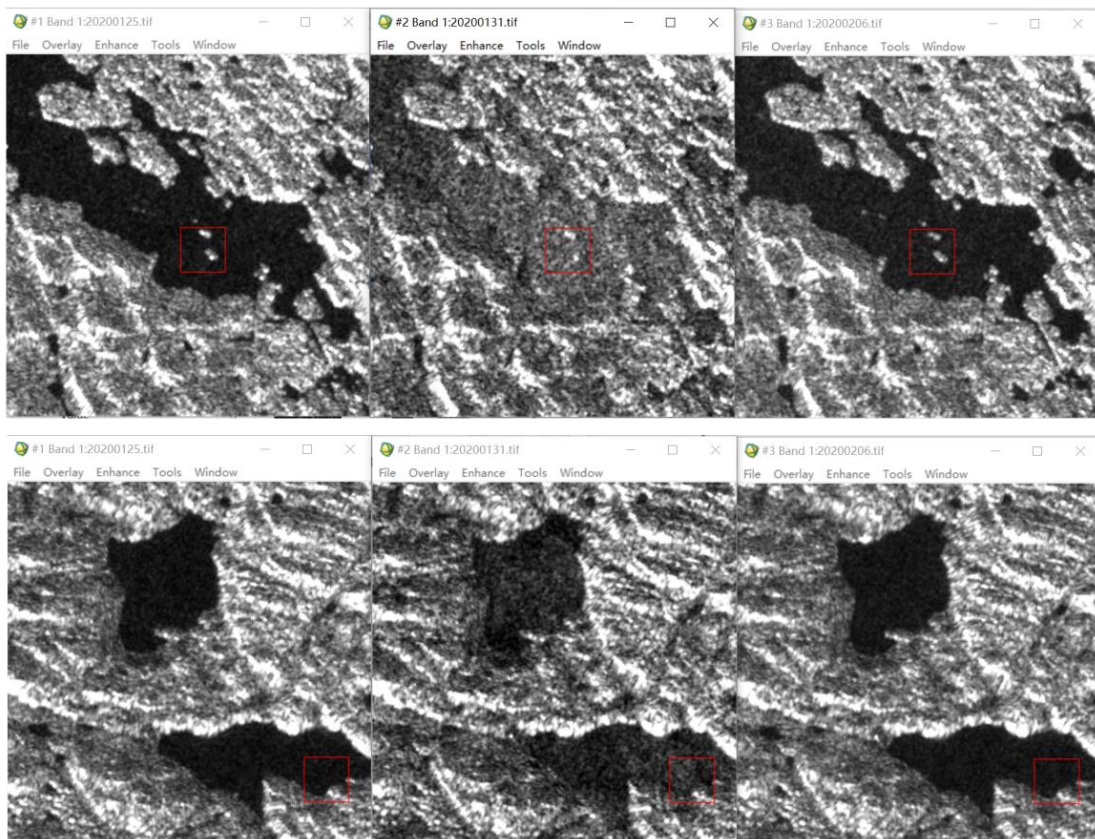 #1 Band 1:20200125.tif
File Overlay Enhance Tools Window
#2 Band 1:20200131.tif
File Overlay Enhance Tools Window
#3 Band 1:20200206.tif
File Overlay Enhance Tools Window
#1 Band 1:20200125.tif
File Overlay Enhance Tools Window
#2 Band 1:20200131.tif
File Overlay Enhance Tools Window
#3 Band 1:20200206.tif
File Overlay Enhance Tools Window